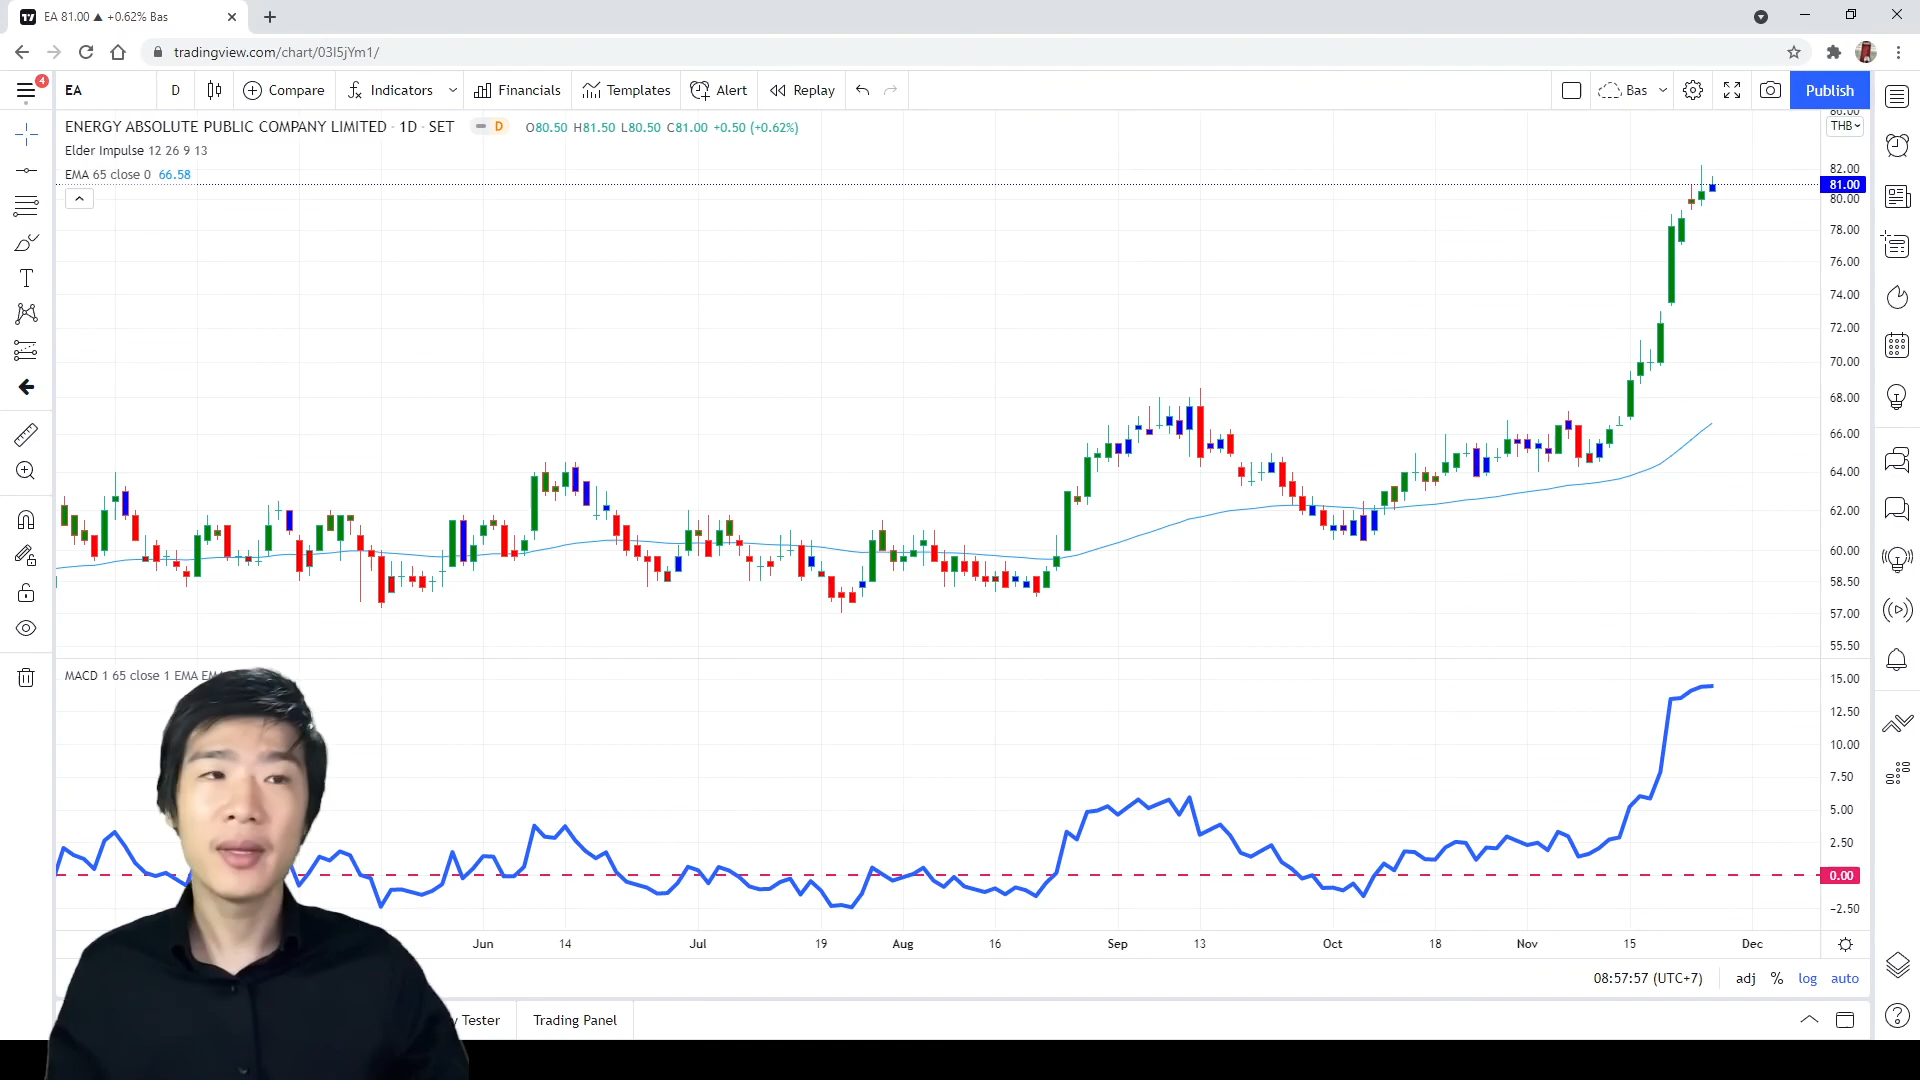 EA 81.00 ▲ +0.62% Bas
tradingview.com/chart/03I5jYm1/
4
EA
D
Compare
Indicators
Financials
Templates
Alert
Replay
Bas
Publish
ENERGY ABSOLUTE PUBLIC COMPANY LIMITED · 1D · SET
D
O80.50 H81.50 L80.50 C81.00 +0.50 (+0.62%)
Elder Impulse 12 26 9 13
EMA 65 close 0 66.58
86.00
THB
82.00
81.00
80.00
78.00
76.00
74.00
72.00
70.00
68.00
66.00
64.00
62.00
60.00
58.50
57.00
55.50
MACD 1 65 close 1 EMA EM
15.00
12.50
10.00
7.50
5.00
2.50
0.00
−2.50
Jun
14
Jul
19
Aug
16
Sep
13
Oct
18
Nov
15
Dec
08:57:57 (UTC+7)
adj
%
log
auto
y Tester
Trading Panel